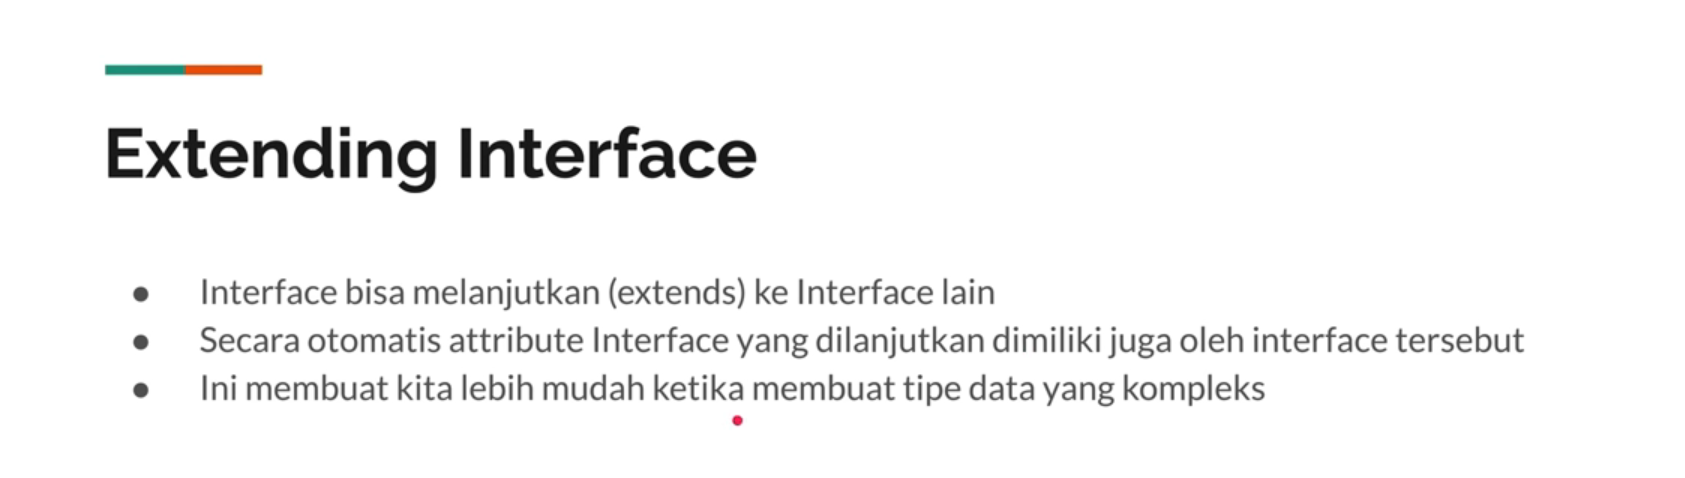 Extending Interface
● Interface bisa melanjutkan (extends) ke Interface lain
● Secara otomatis attribute Interface yang dilanjutkan dimiliki juga oleh interface tersebut
● Ini membuat kita lebih mudah ketika membuat tipe data yang kompleks